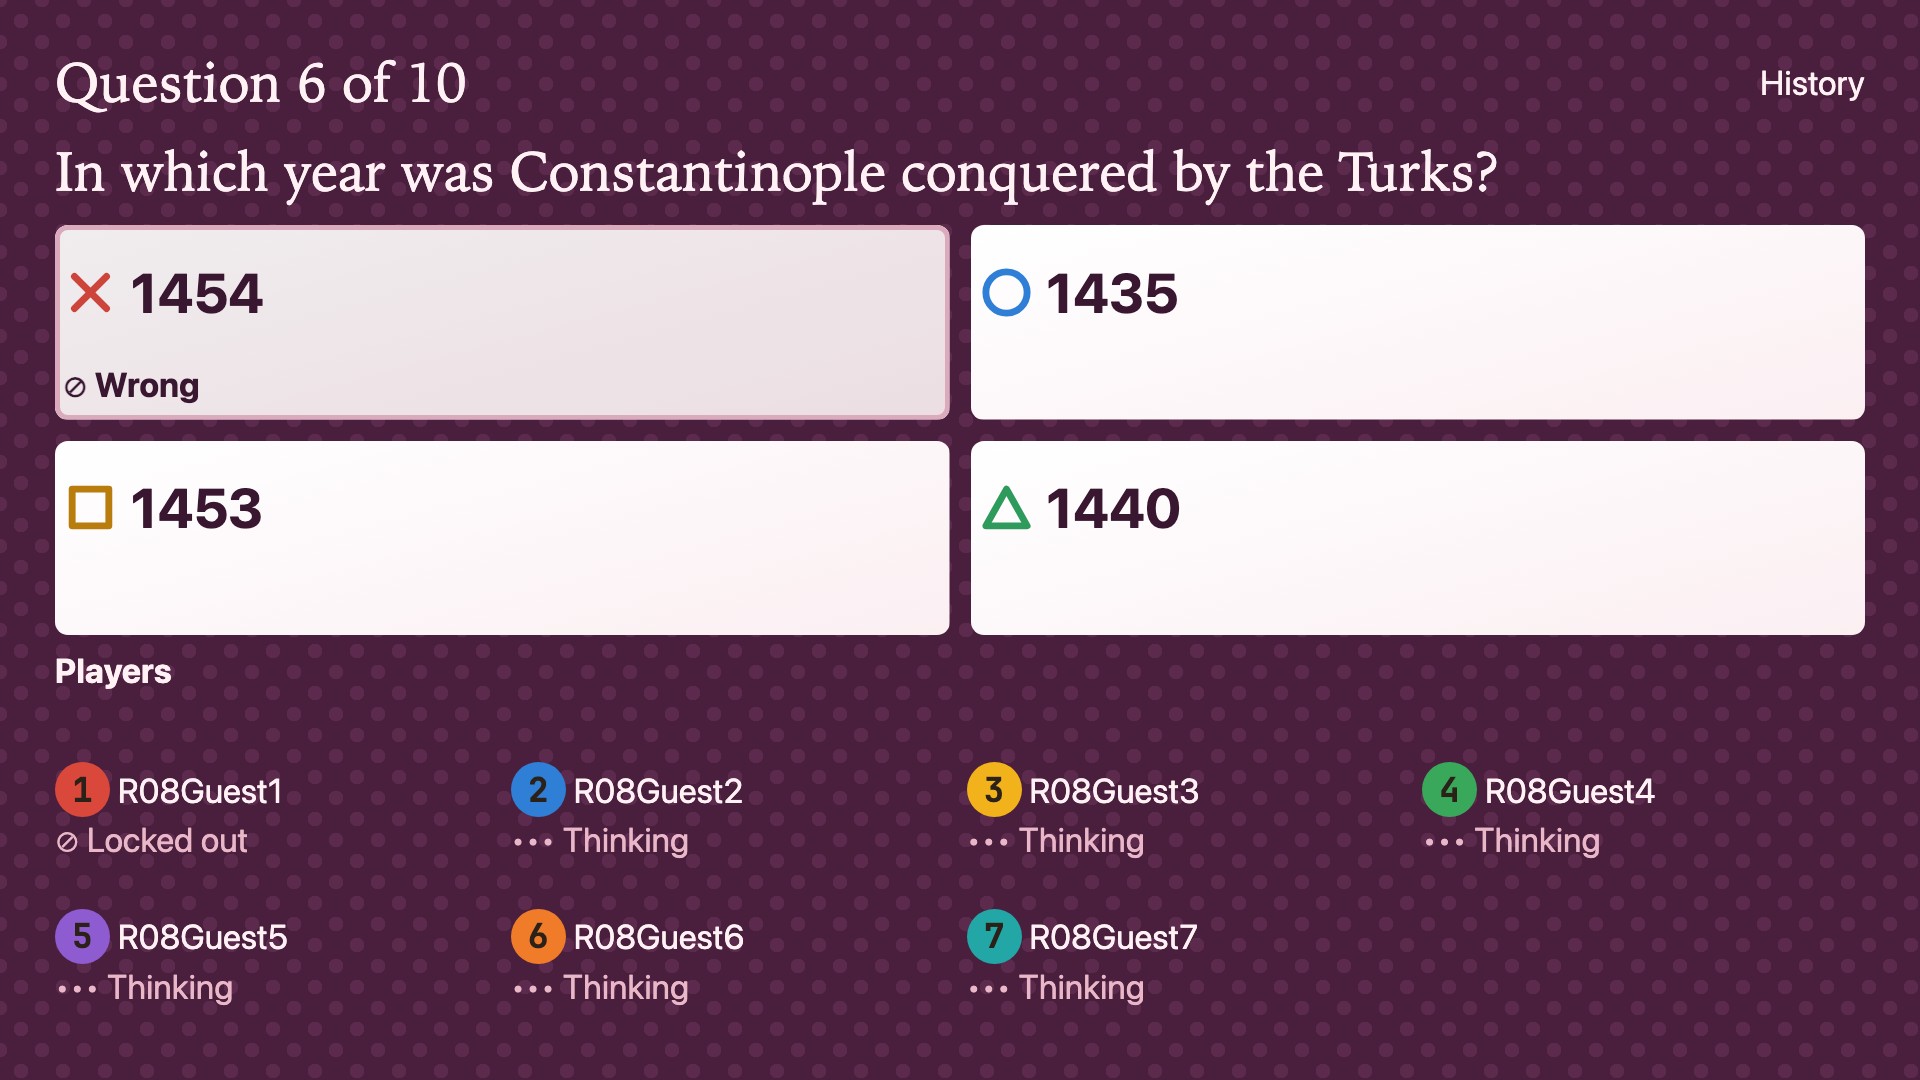 Question 6 of 10
History
In which year was Constantinople conquered by the Turks?
1454
Wrong
1435
1453
1440
Players
1 R08Guest1
Locked out
2 R08Guest2
Thinking
3 R08Guest3
Thinking
4 R08Guest4
Thinking
5 R08Guest5
Thinking
6 R08Guest6
Thinking
7 R08Guest7
Thinking